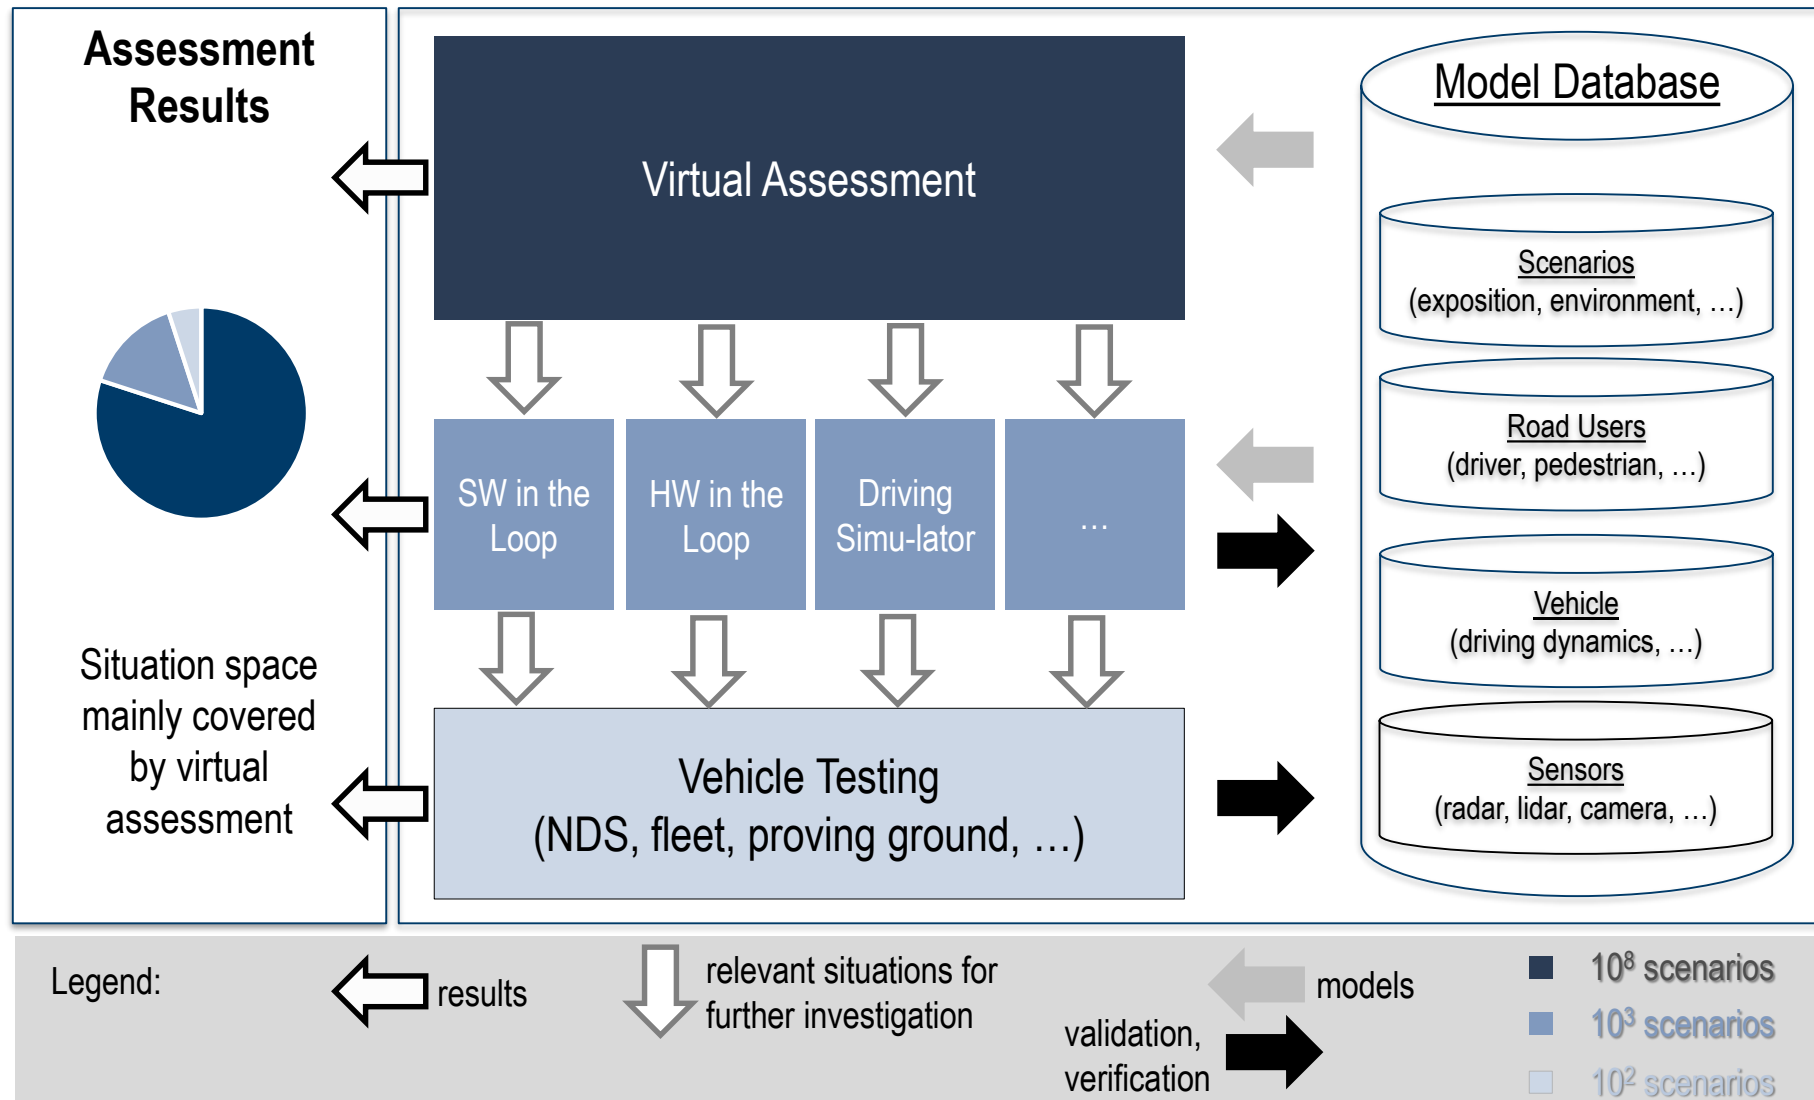 Assessment
Results
Situation space
mainly covered
by virtual
assessment
Virtual Assessment
SW in the
Loop
HW in the
Loop
Driving
Simu-lator
...
Vehicle Testing
(NDS, fleet, proving ground, …)
Model Database
Scenarios
(exposition, environment, …)
Road Users
(driver, pedestrian, …)
Vehicle
(driving dynamics, …)
Sensors
(radar, lidar, camera, …)
Legend:
results
relevant situations for
further investigation
models
validation,
verification
10⁸ scenarios
10³ scenarios
10² scenarios